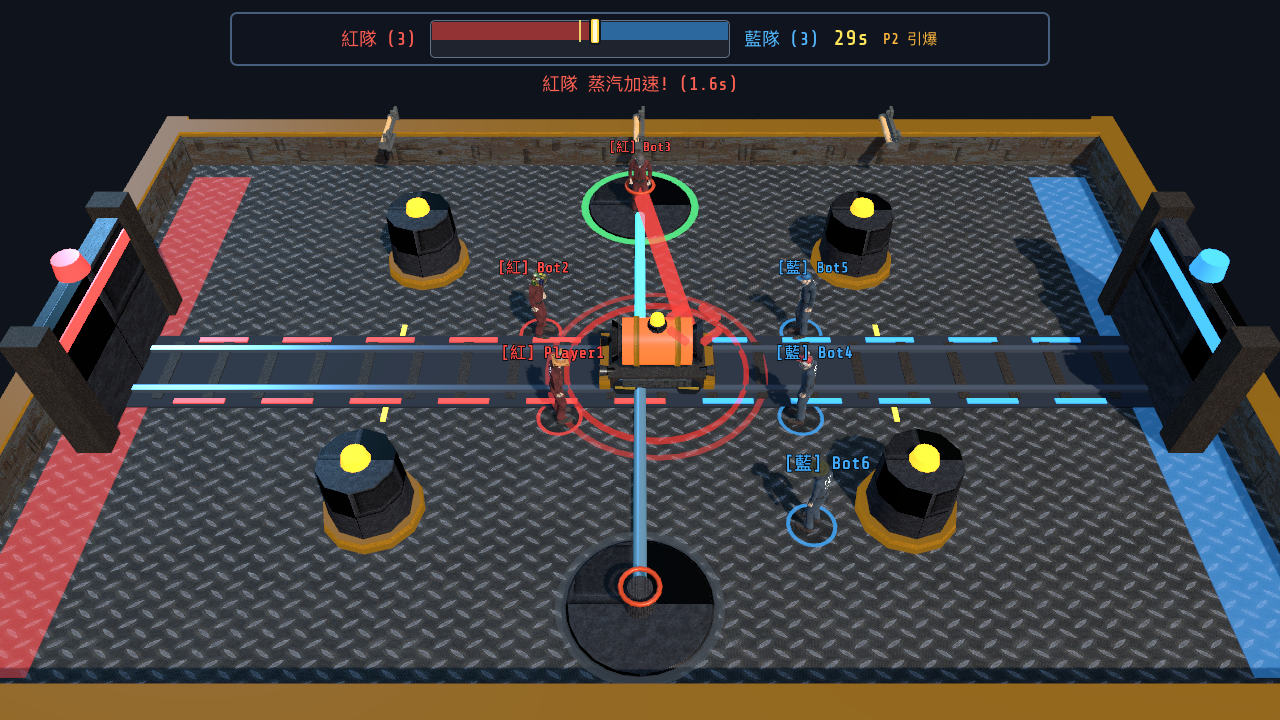 紅隊 (3) 藍隊 (3) 29s P2 引爆
紅隊 蒸汽加速! (1.6s)
[紅] Bot3
[紅] Bot2
[藍] Bot5
[紅] Player1
[藍] Bot4
[藍] Bot6